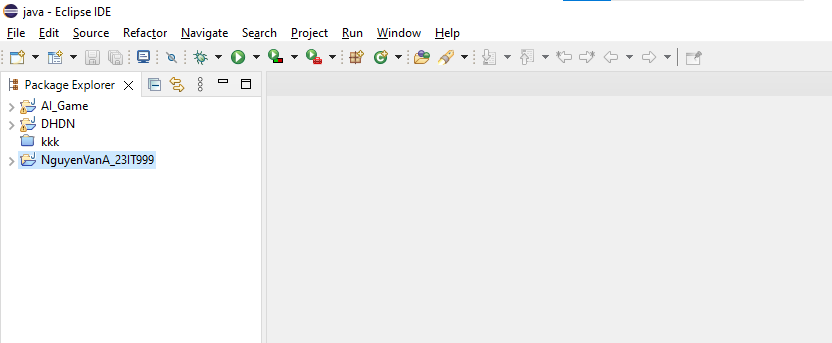 java - Eclipse IDE
File Edit Source Refactor Navigate Search Project Run Window Help
Package Explorer
AI_Game
DHDN
kkk
NguyenVanA_23IT999